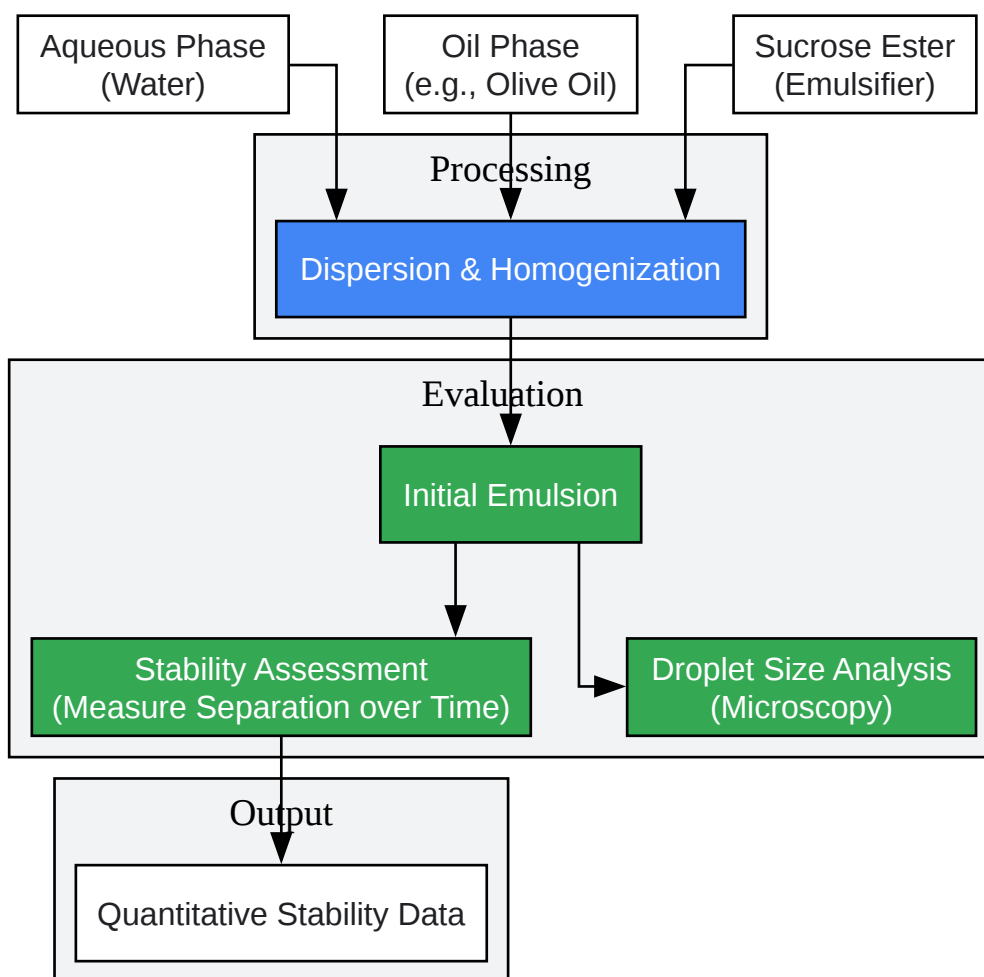 Aqueous Phase
(Water)
Oil Phase
(e.g., Olive Oil)
Sucrose Ester
(Emulsifier)
Processing
Dispersion & Homogenization
Evaluation
Initial Emulsion
Stability Assessment
(Measure Separation over Time)
Droplet Size Analysis
(Microscopy)
Output
Quantitative Stability Data